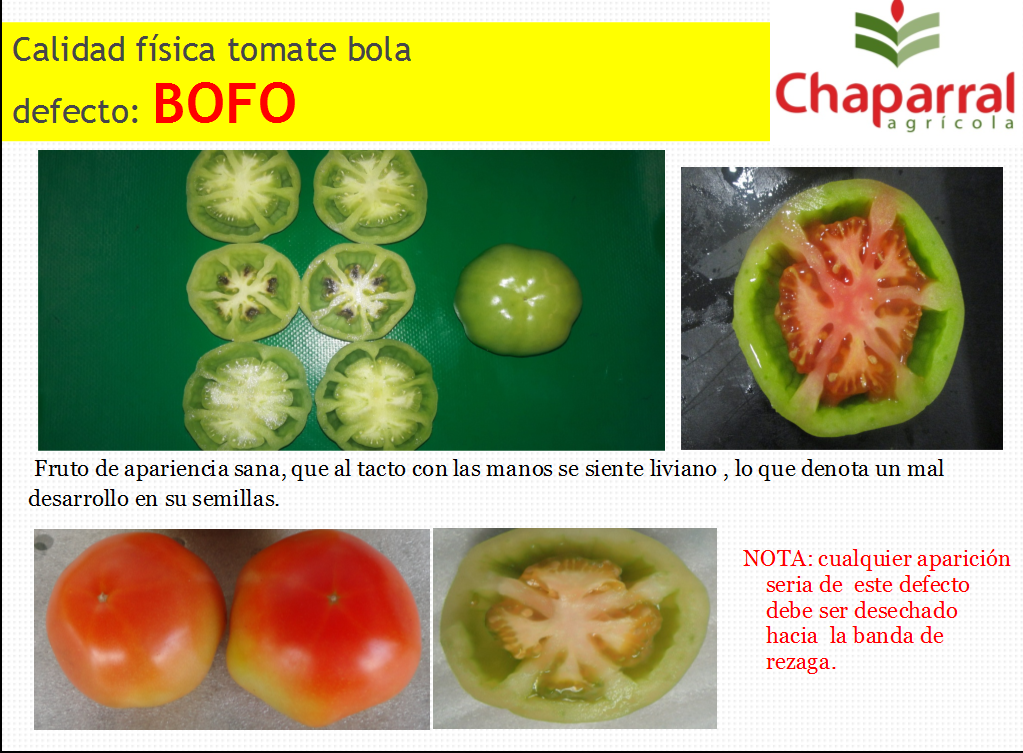 Calidad física tomate bola
defecto: BOFO
Chaparral
agrícola
Fruto de apariencia sana, que al tacto con las manos se siente liviano , lo que denota un mal
desarrollo en su semillas.
NOTA: cualquier aparición
seria de este defecto
debe ser desechado
hacia la banda de
rezaga.